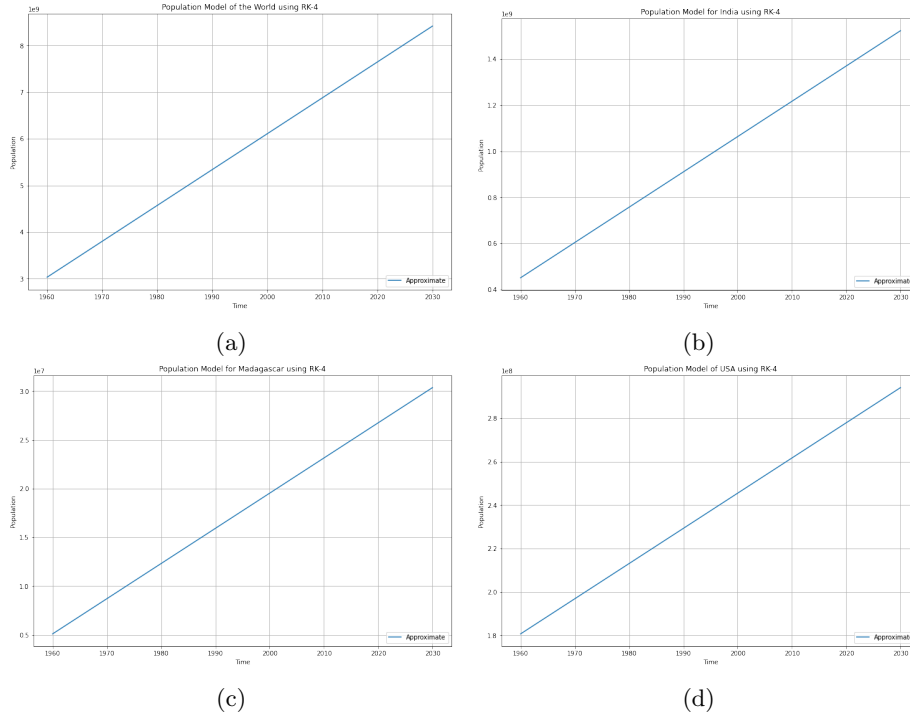 Population Model of the World using RK-4
1e9
8
7
6
5
4
3
Population
1960 1970 1980 1990 2000 2010 2020 2030
Time
Approximate
(a)
Population Model for India using RK-4
1e9
1.4
1.2
1.0
0.8
0.6
0.4
Population
1960 1970 1980 1990 2000 2010 2020 2030
Time
Approximate
(b)
Population Model for Madagascar using RK-4
1e7
3.0
2.5
2.0
1.5
1.0
0.5
Population
1960 1970 1980 1990 2000 2010 2020 2030
Time
Approximate
(c)
Population Model of USA using RK-4
1e8
2.8
2.6
2.4
2.2
2.0
1.8
Population
1960 1970 1980 1990 2000 2010 2020 2030
Time
Approximate
(d)